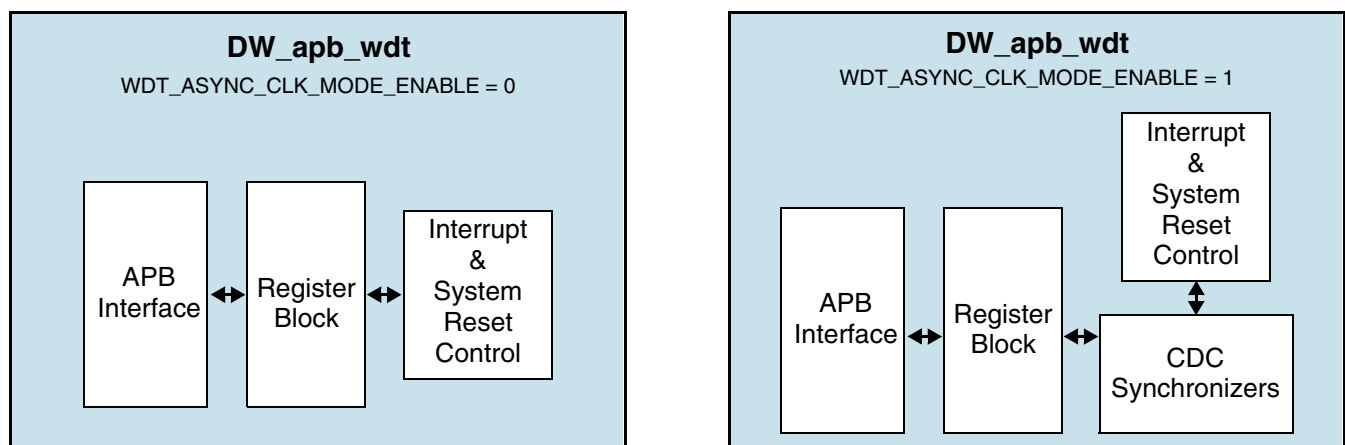 DW_apb_wdt
WDT_ASYNC_CLK_MODE_ENABLE = 0
APB
Interface
Register
Block
Interrupt
&
System
Reset
Control
DW_apb_wdt
WDT_ASYNC_CLK_MODE_ENABLE = 1
Interrupt
&
System
Reset
Control
APB
Interface
Register
Block
CDC
Synchronizers